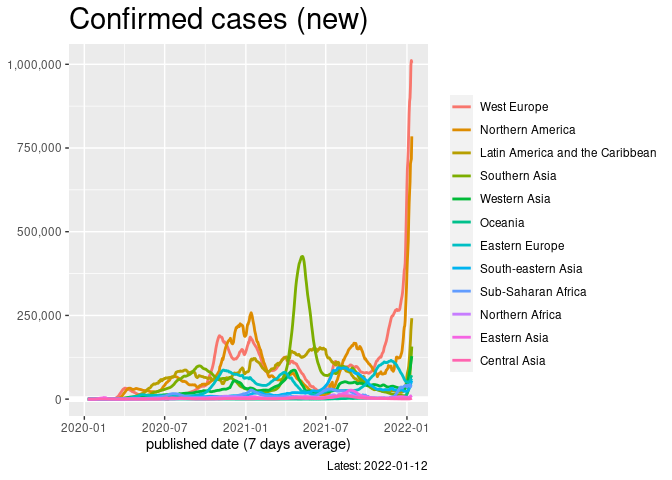 Confirmed cases (new)
1,000,000
750,000
500,000
250,000
0
2020-01
2020-07
2021-01
2021-07
2022-01
published date (7 days average)
Latest: 2022-01-12
West Europe
Northern America
Latin America and the Caribbean
Southern Asia
Western Asia
Oceania
Eastern Europe
South-eastern Asia
Sub-Saharan Africa
Northern Africa
Eastern Asia
Central Asia